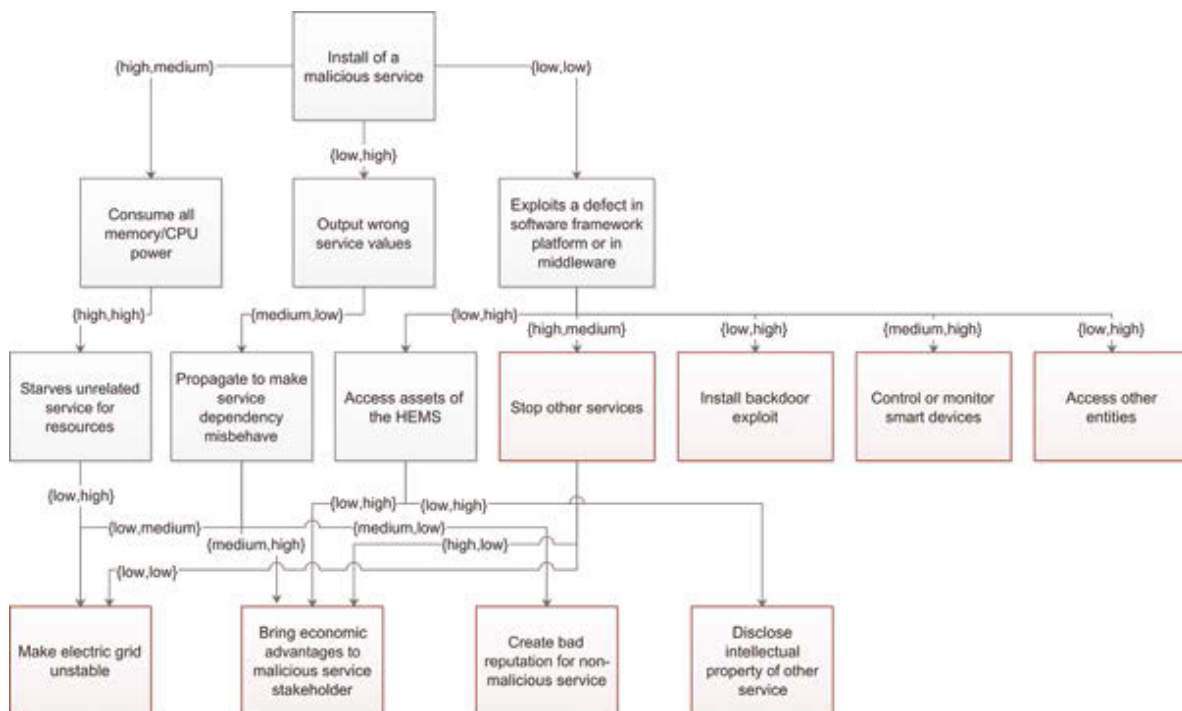 Install of a
malicious service
{high,medium}
{low,low}
{low,high}
Consume all
memory/CPU
power
Output wrong
service values
Exploits a defect in
software framework
platform or in
middleware
{high,high}
{medium,low}
{low,high}
{high,medium}
{low,high}
{medium,high}
{low,high}
Starves unrelated
service for
resources
Propagate to make
service
dependency
misbehave
Access assets of
the HEMS
Stop other services
Install backdoor
exploit
Control or monitor
smart devices
Access other
entities
{low,high}
{low,high}
{low,high}
{low,medium}
{medium,low}
{medium,high}
{high,low}
{low,low}
Make electric grid
unstable
Bring economic
advantages to
malicious service
stakeholder
Create bad
reputation for non-
malicious service
Disclose
intellectual
property of other
service